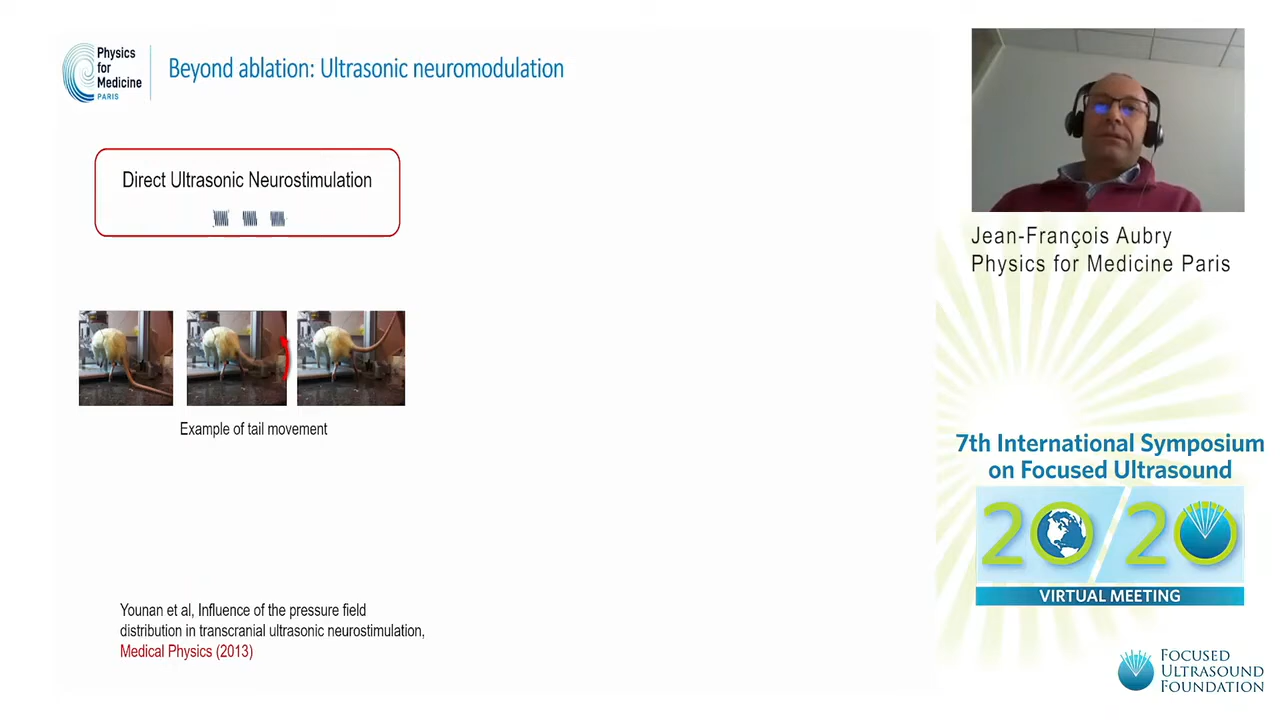 Physics
for
Medicine
PARIS
Beyond ablation: Ultrasonic neuromodulation
Direct Ultrasonic Neurostimulation
Example of tail movement
Younan et al, Influence of the pressure field
distribution in transcranial ultrasonic neurostimulation,
Medical Physics (2013)
Jean-François Aubry
Physics for Medicine Paris
7th International Symposium
on Focused Ultrasound
20/20
VIRTUAL MEETING
FOCUSED
ULTRASOUND
FOUNDATION